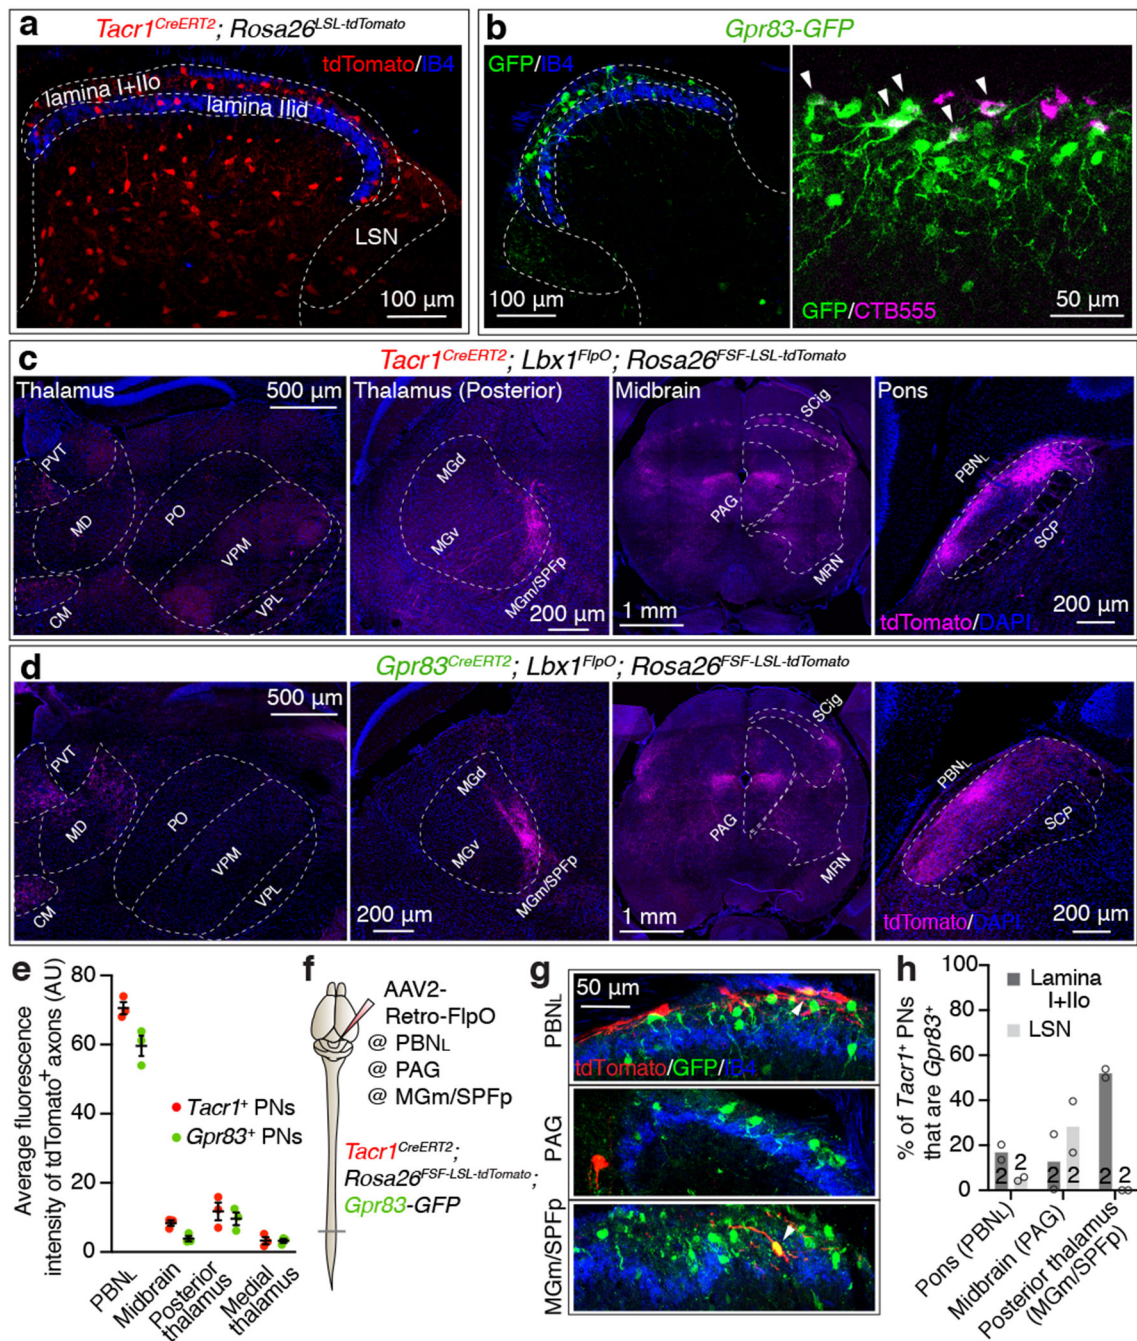 a
Tacr1CreERT2; Rosa26LSL-tdTomato
tdTomato/IB4
lamina I+IIo
lamina IIid
LSN
100 µm
b
Gpr83-GFP
GFP/IB4
100 µm
GFP/CTB555
50 µm
c
Tacr1CreERT2; Lbx1FlpO; Rosa26FSF-LSL-tdTomato
Thalamus
500 µm
PVT
MD
PO
VPM
VPL
CM
Thalamus (Posterior)
MGd
MGv
MGm/SPFp
200 µm
Midbrain
SCig
PAG
MRN
1 mm
Pons
PBNL
SCP
200 µm
tdTomato/DAPI
d
Gpr83CreERT2; Lbx1FlpO; Rosa26FSF-LSL-tdTomato
500 µm
PVT
MD
PO
VPM
VPL
CM
MGd
MGv
MGm/SPFp
200 µm
SCig
PAG
MRN
1 mm
PBNL
SCP
tdTomato/DAPI
200 µm
e
Average fluorescence
intensity of tdTomato+ axons (AU)
80
60
40
20
0
Tacr1+ PNs
Gpr83+ PNs
PBNL
Midbrain
Posterior
thalamus
Medial
thalamus
f
AAV2-
Retro-FlpO
@ PBNL
@ PAG
@ MGm/SPFp
Tacr1CreERT2;
Rosa26FSF-LSL-tdTomato;
Gpr83-GFP
g
PBNL
50 µm
tdTomato/GFP/IB4
PAG
MGm/SPFp
h
% of Tacr1+ PNs
that are Gpr83+
100
80
60
40
20
0
Lamina
I+IIo
LSN
2
2
2
2
2
2
Pons (PBNL)
Midbrain (PAG)
Posterior thalamus
(MGm/SPFp)